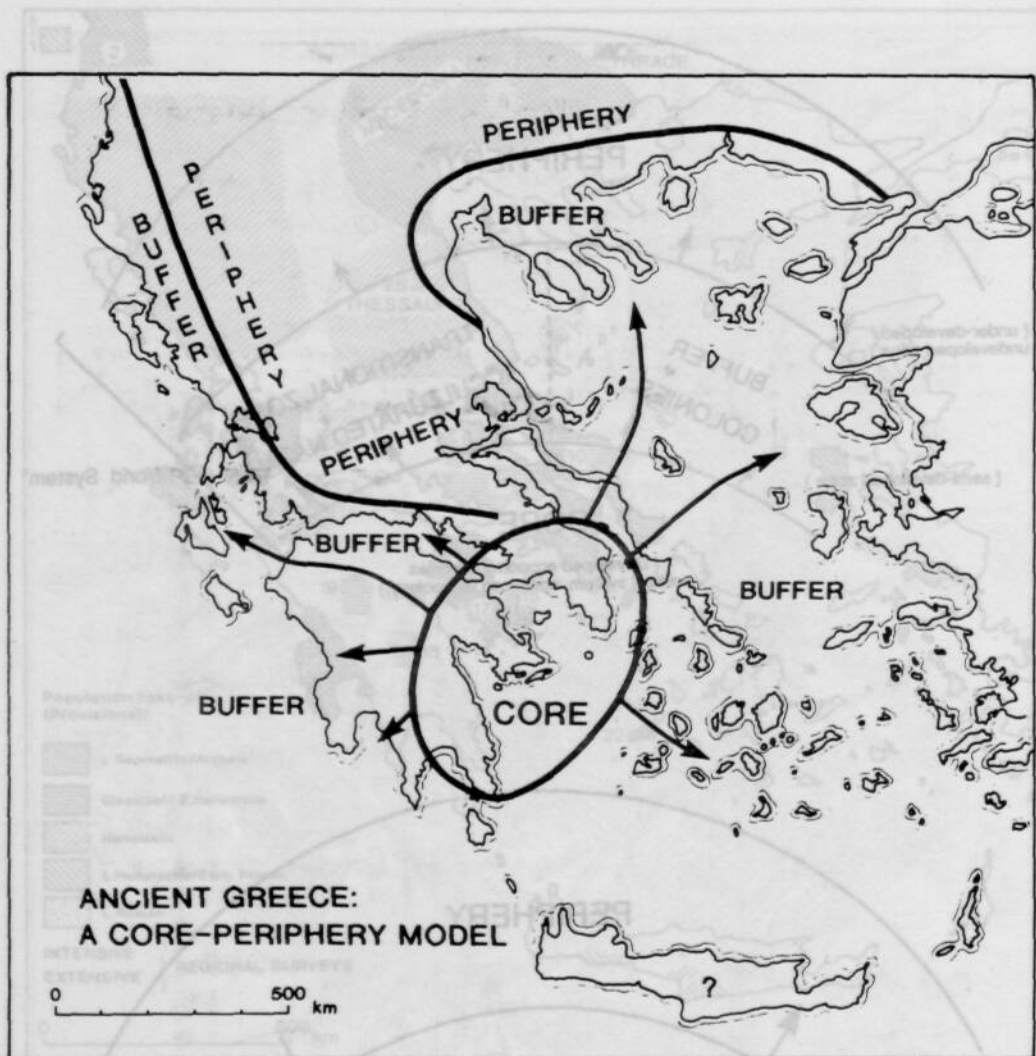 PERIPHERY
PERIPHERY
BUFFER
BUFFER
PERIPHERY
BUFFER
BUFFER
BUFFER
CORE
ANCIENT GREECE:
A CORE-PERIPHERY MODEL
?
0 500
km